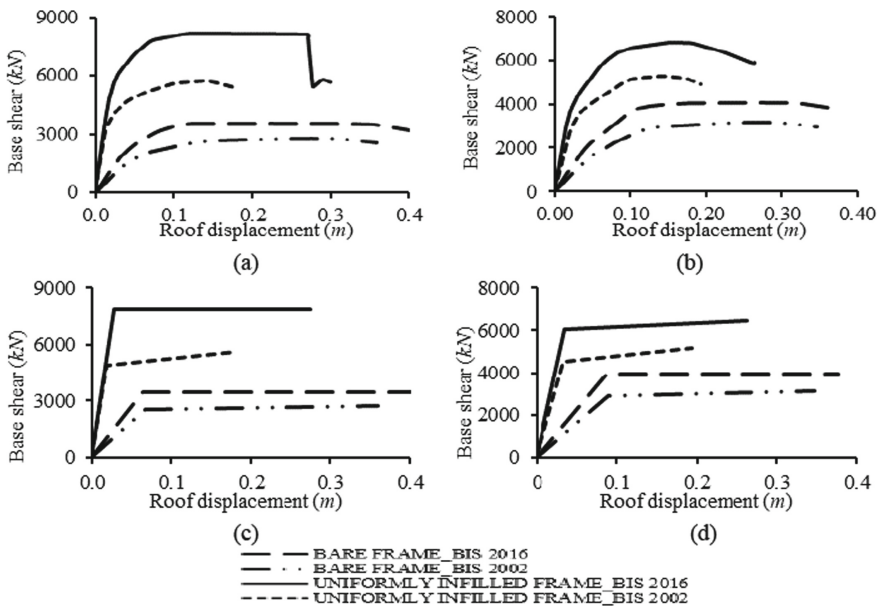 Base shear (kN)
9000
6000
3000
0
0.0 0.1 0.2 0.3 0.4
Roof displacement (m)
(a)
Base shear (kN)
8000
6000
4000
2000
0
0.00 0.10 0.20 0.30 0.40
Roof displacement (m)
(b)
Base shear (kN)
9000
6000
3000
0
0.0 0.1 0.2 0.3 0.4
Roof displacement (m)
(c)
Base shear (kN)
8000
6000
4000
2000
0
0 0.1 0.2 0.3 0.4
Roof displacement (m)
(d)
BARE FRAME_BIS 2016
BARE FRAME_BIS 2002
UNIFORMLY INFILLED FRAME_BIS 2016
UNIFORMLY INFILLED FRAME_BIS 2002